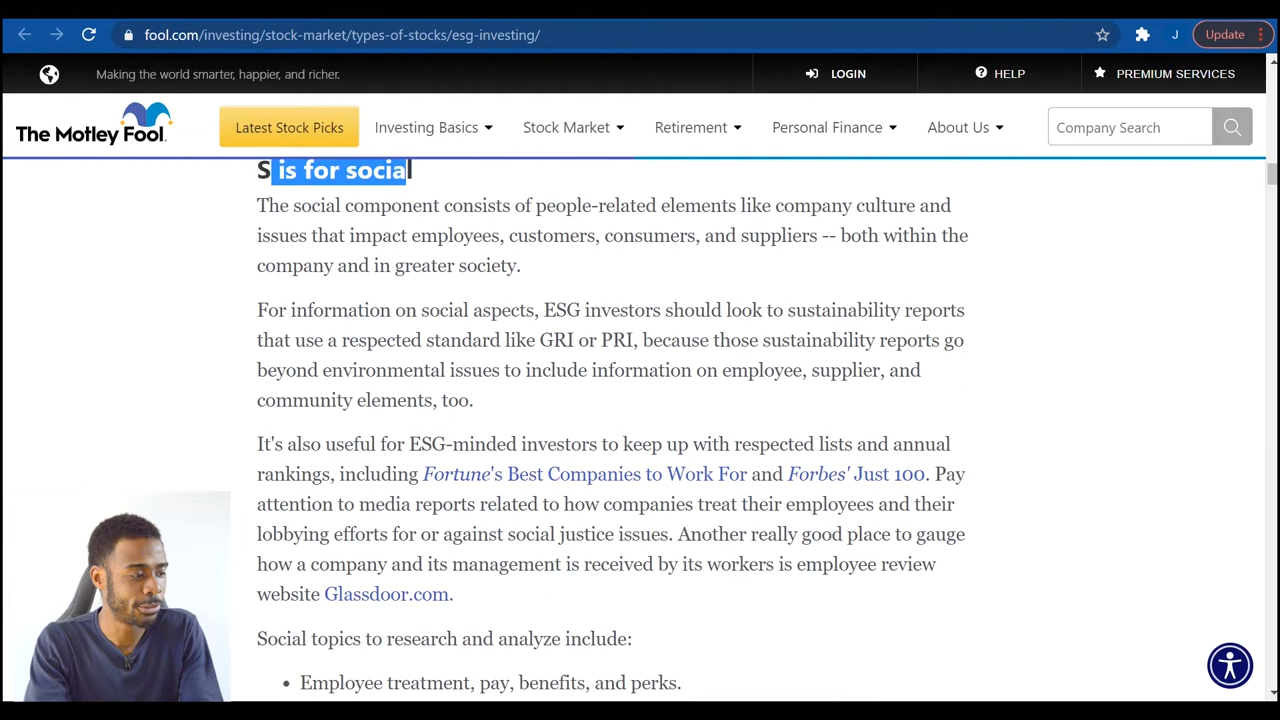 fool.com/investing/stock-market/types-of-stocks/esg-investing/
J
Update
Making the world smarter, happier, and richer.
LOGIN
HELP
PREMIUM SERVICES
The Motley Fool.
Latest Stock Picks
Investing Basics
Stock Market
Retirement
Personal Finance
About Us
Company Search
S is for social
The social component consists of people-related elements like company culture and
issues that impact employees, customers, consumers, and suppliers -- both within the
company and in greater society.
For information on social aspects, ESG investors should look to sustainability reports
that use a respected standard like GRI or PRI, because those sustainability reports go
beyond environmental issues to include information on employee, supplier, and
community elements, too.
It's also useful for ESG-minded investors to keep up with respected lists and annual
rankings, including Fortune's Best Companies to Work For and Forbes' Just 100. Pay
attention to media reports related to how companies treat their employees and their
lobbying efforts for or against social justice issues. Another really good place to gauge
how a company and its management is received by its workers is employee review
website Glassdoor.com.
Social topics to research and analyze include:
• Employee treatment, pay, benefits, and perks.